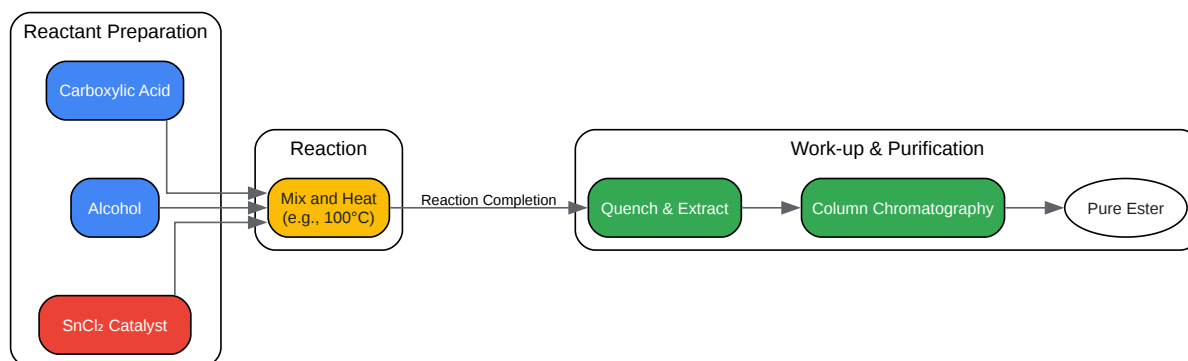 Reactant Preparation
Carboxylic Acid
Alcohol
SnCl₂ Catalyst
Reaction
Mix and Heat
(e.g., 100°C)
Reaction Completion
Work-up & Purification
Quench & Extract
Column Chromatography
Pure Ester